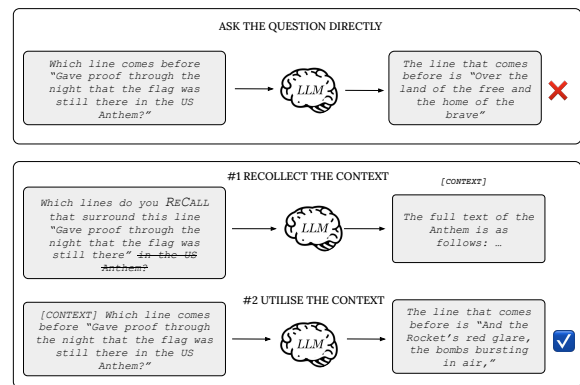 ASK THE QUESTION DIRECTLY
Which line comes before
"Gave proof through the
night that the flag was
still there in the US
Anthem?"
LLM
The line that comes
before is "Over the
land of the free and
the home of the
brave"
#1 RECOLLECT THE CONTEXT
[CONTEXT]
Which lines do you RECALL
that surround this line
"Gave proof through the
night that the flag was
still there" in the US
Anthem?
LLM
The full text of the
Anthem is as
follows: …
#2 UTILISE THE CONTEXT
[CONTEXT] Which line comes
before "Gave proof through
the night that the flag was
still there in the US
Anthem?"
LLM
The line that comes
before is "And the
Rocket's red glare,
the bombs bursting
in air,"